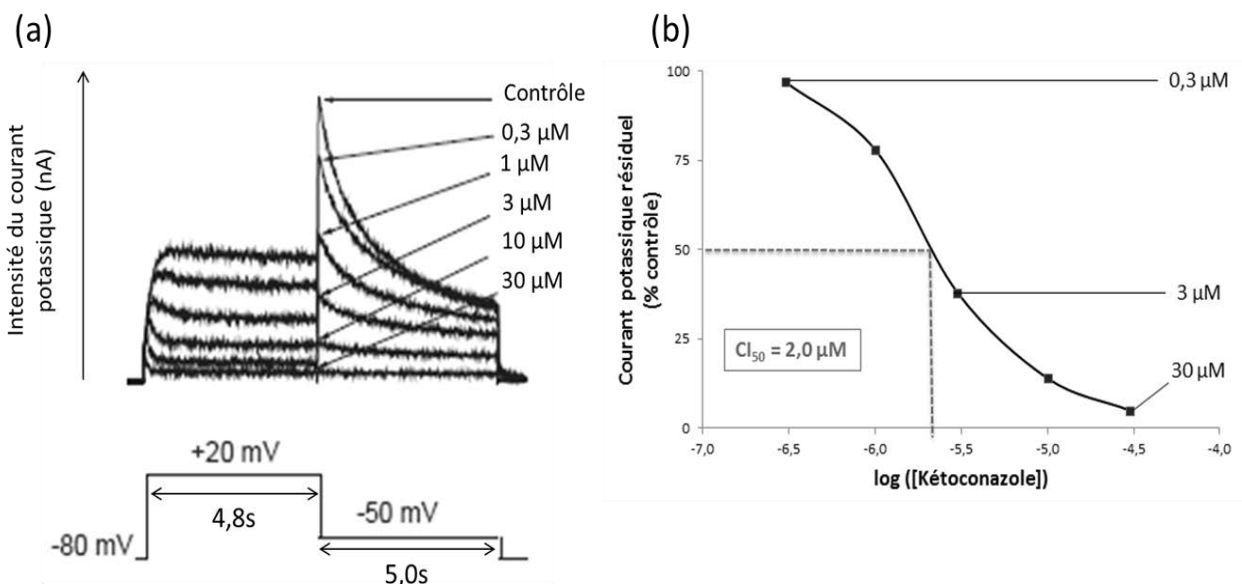 (a)
Intensité du courant
potassique (nA)
Contrôle
0,3 µM
1 µM
3 µM
10 µM
30 µM
+20 mV
4,8s
-50 mV
-80 mV
5,0s
(b)
Courant potassique résiduel
(% contrôle)
100
75
50
25
0
0,3 µM
3 µM
30 µM
CI₅₀ = 2,0 µM
-7,0 -6,5 -6,0 -5,5 -5,0 -4,5 -4,0
log ([Kétoconazole])